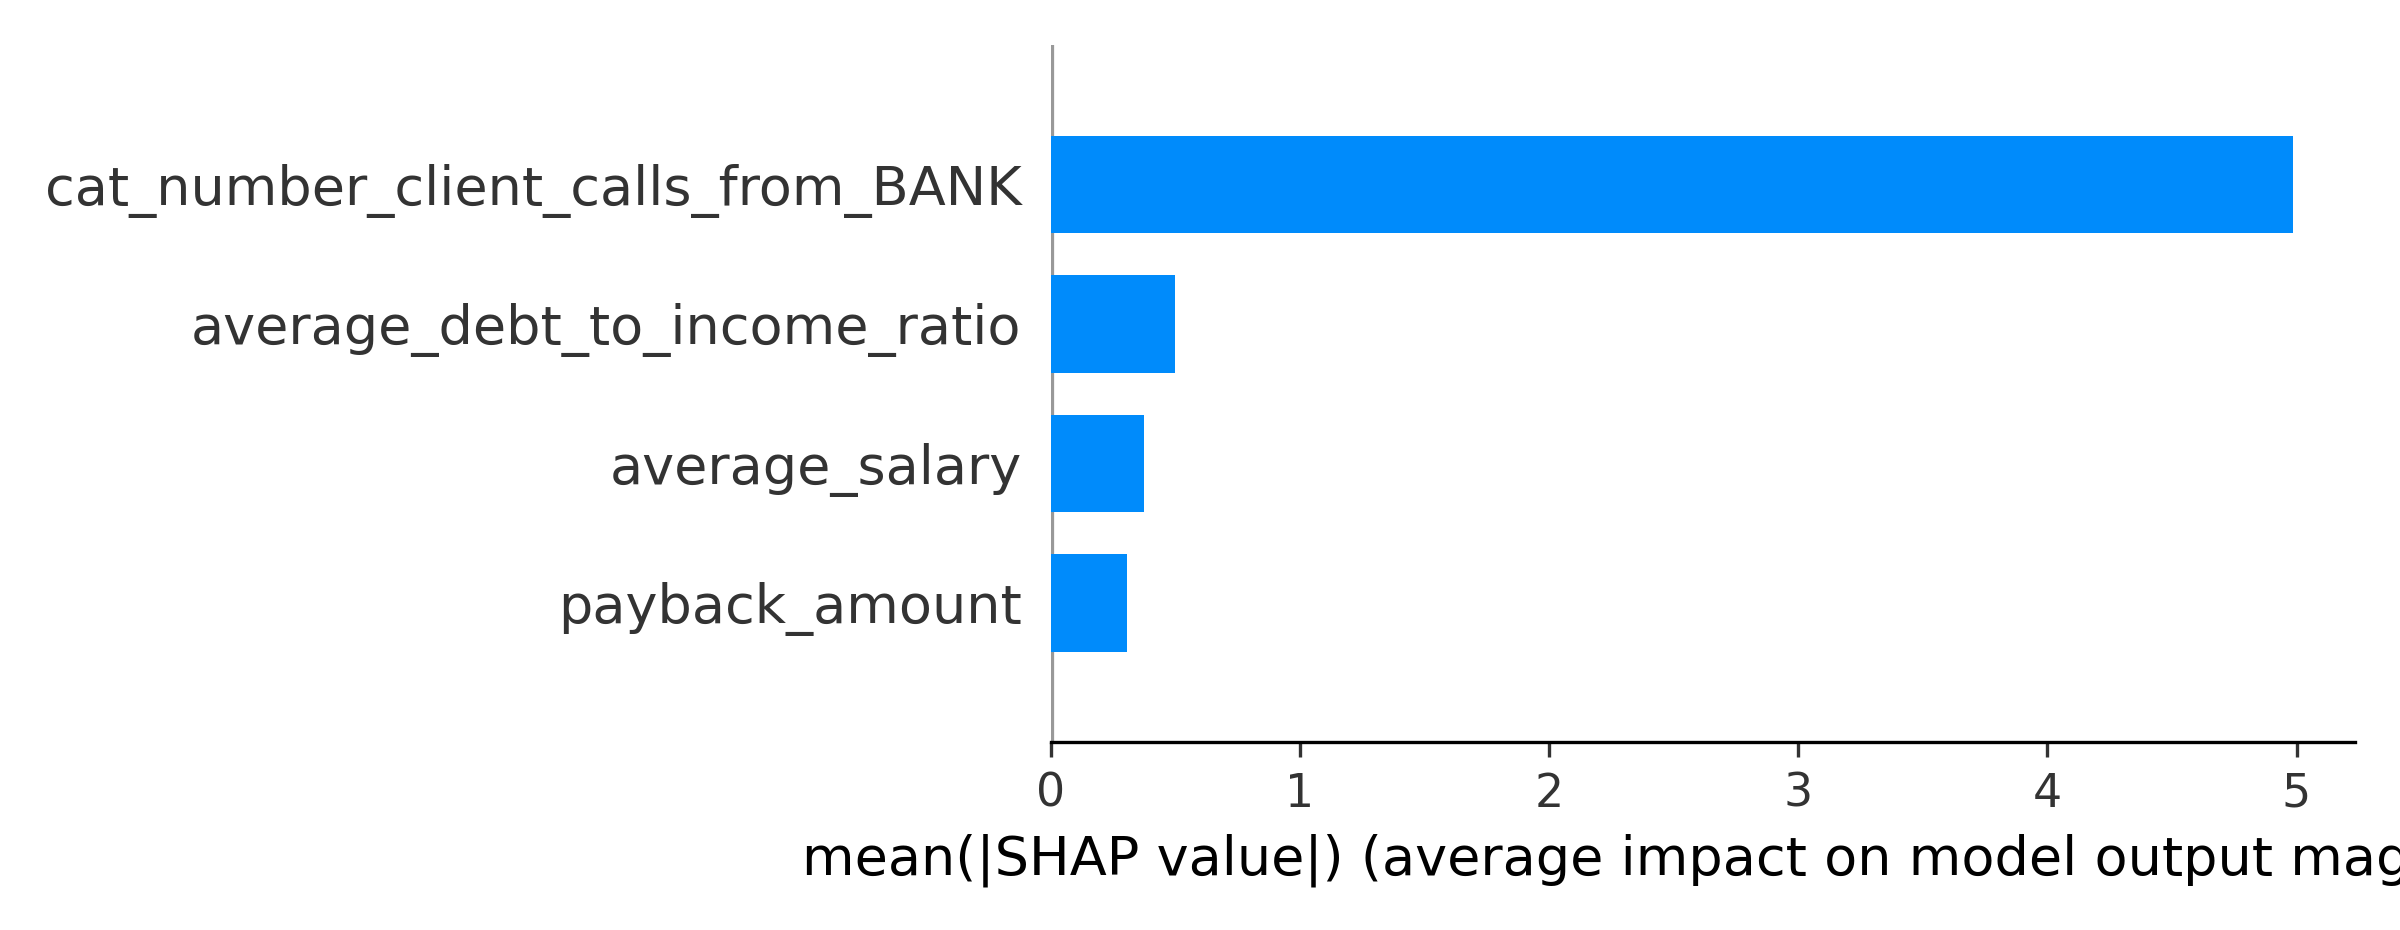 cat_number_client_calls_from_BANK
average_debt_to_income_ratio
average_salary
payback_amount
0 1 2 3 4 5
mean(|SHAP value|) (average impact on model output mag